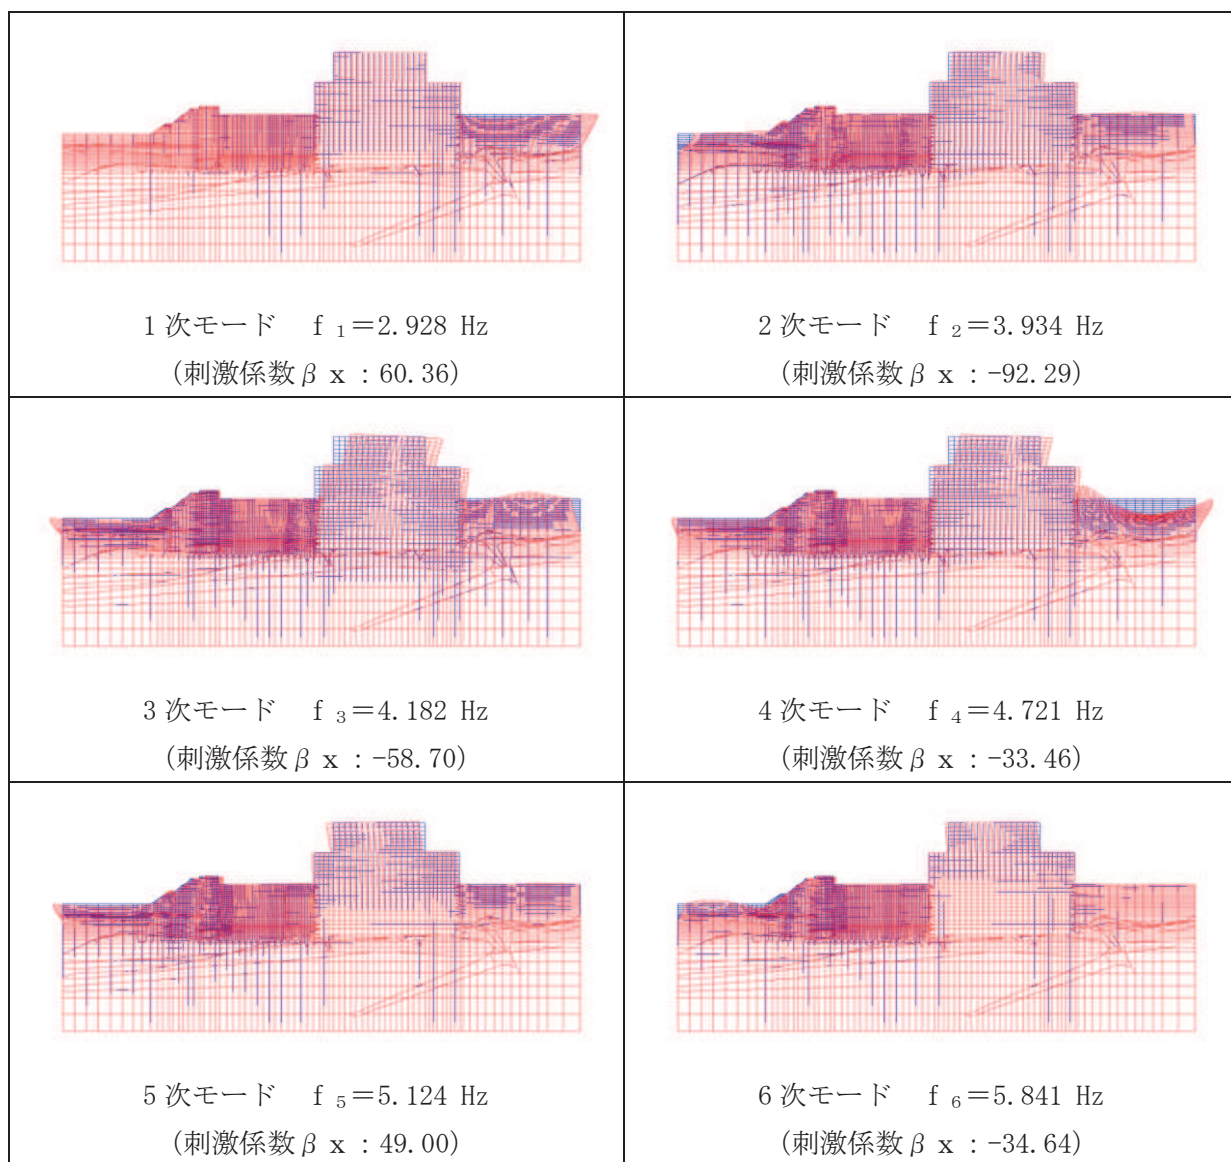 1 次モード　f ₁＝2.928 Hz
(刺激係数β x ：60.36)
2 次モード　f ₂＝3.934 Hz
(刺激係数β x ：-92.29)
3 次モード　f ₃＝4.182 Hz
(刺激係数β x ：-58.70)
4 次モード　f ₄＝4.721 Hz
(刺激係数β x ：-33.46)
5 次モード　f ₅＝5.124 Hz
(刺激係数β x ：49.00)
6 次モード　f ₆＝5.841 Hz
(刺激係数β x ：-34.64)